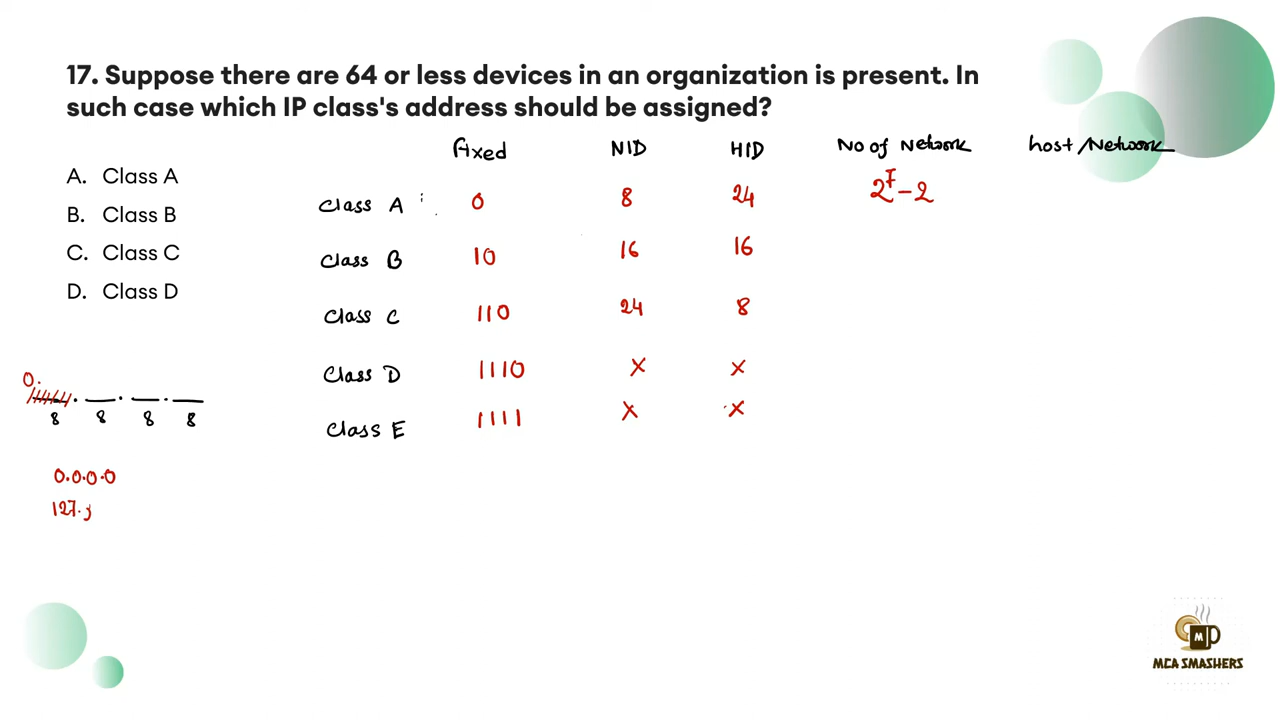 17. Suppose there are 64 or less devices in an organization is present. In
such case which IP class's address should be assigned?
Fixed NID HID No of Network host/Network
A. Class A
B. Class B
C. Class C
D. Class D
Class A : 0 8 24 2⁷-2
Class B 10 16 16
Class C 110 24 8
Class D 1110 x x
Class E 1111 x x
0.
8 8 8 8
0.0.0.0
127.
MP
MCA SMASHERS